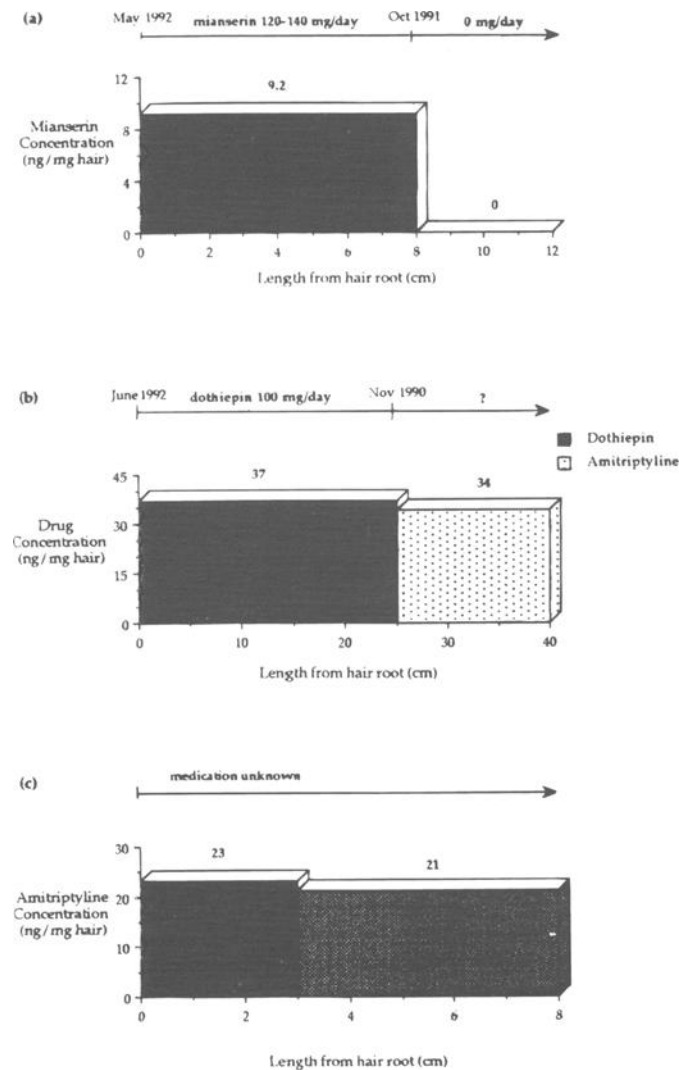 (a)
May 1992 mianserin 120-140 mg/day Oct 1991 0 mg/day
12
8
4
0
Mianserin
Concentration
(ng/mg hair)
9.2
0
0 2 4 6 8 10 12
Length from hair root (cm)
(b)
June 1992 dothiepin 100 mg/day Nov 1990 ?
Dothiepin
Amitriptyline
45
30
15
0
Drug
Concentration
(ng/mg hair)
37
34
0 10 20 30 40
Length from hair root (cm)
(c)
medication unknown
30
20
10
0
Amitriptyline
Concentration
(ng/mg hair)
23
21
0 2 4 6 8
Length from hair root (cm)